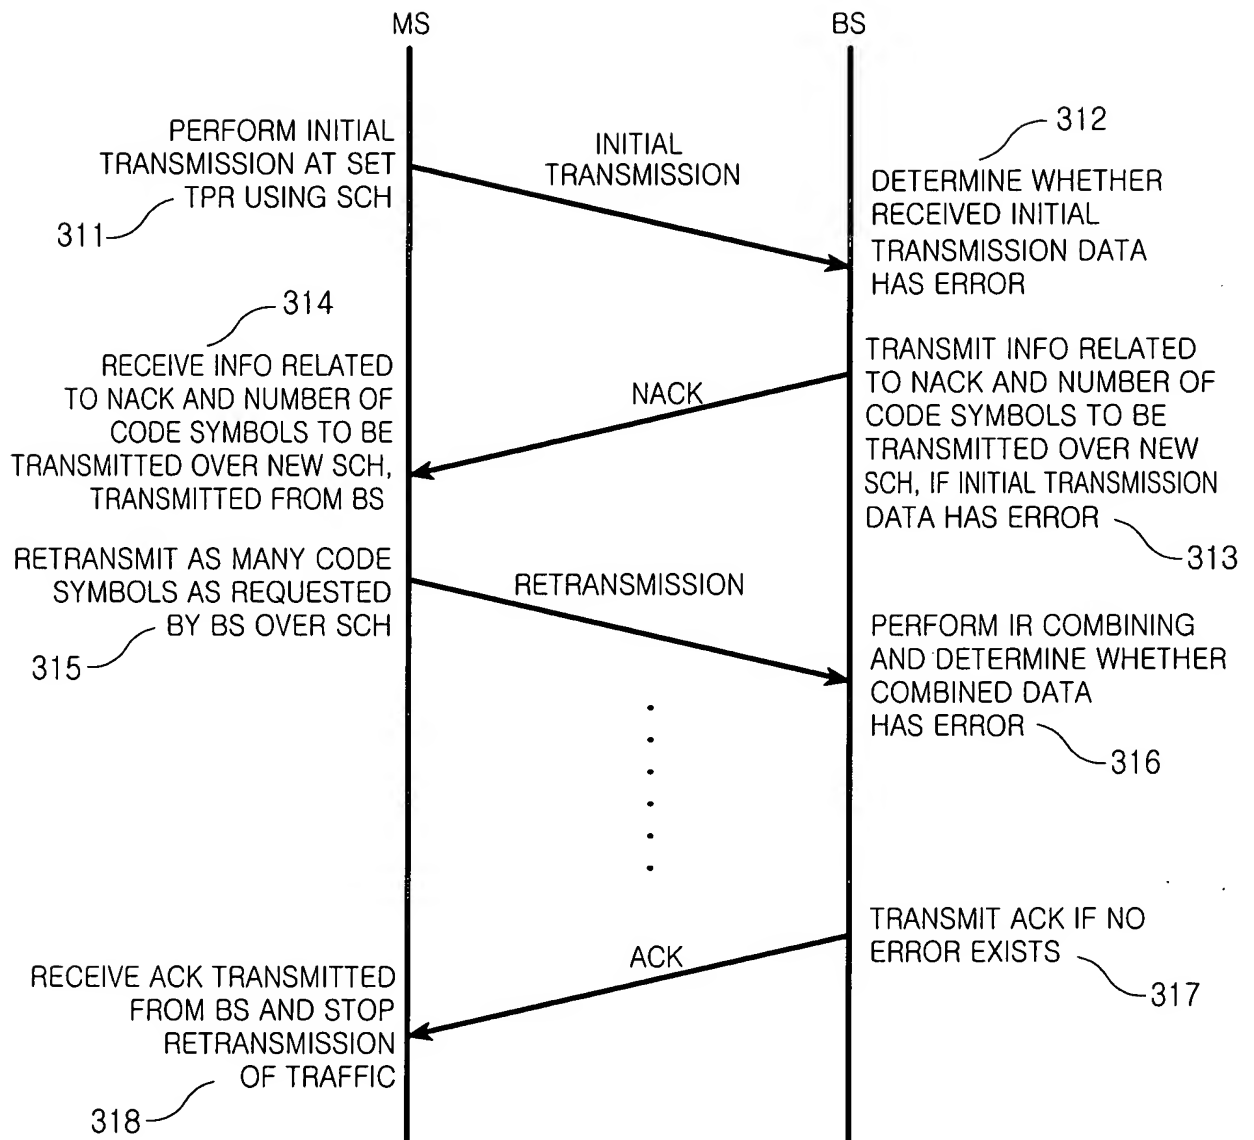 MS
BS
PERFORM INITIAL
TRANSMISSION AT SET
TPR USING SCH
311
INITIAL
TRANSMISSION
312
DETERMINE WHETHER
RECEIVED INITIAL
TRANSMISSION DATA
HAS ERROR
314
RECEIVE INFO RELATED
TO NACK AND NUMBER OF
CODE SYMBOLS TO BE
TRANSMITTED OVER NEW SCH,
TRANSMITTED FROM BS
NACK
TRANSMIT INFO RELATED
TO NACK AND NUMBER OF
CODE SYMBOLS TO BE
TRANSMITTED OVER NEW
SCH, IF INITIAL TRANSMISSION
DATA HAS ERROR
313
RETRANSMIT AS MANY CODE
SYMBOLS AS REQUESTED
BY BS OVER SCH
315
RETRANSMISSION
PERFORM IR COMBINING
AND DETERMINE WHETHER
COMBINED DATA
HAS ERROR
316
TRANSMIT ACK IF NO
ERROR EXISTS
317
ACK
RECEIVE ACK TRANSMITTED
FROM BS AND STOP
RETRANSMISSION
OF TRAFFIC
318